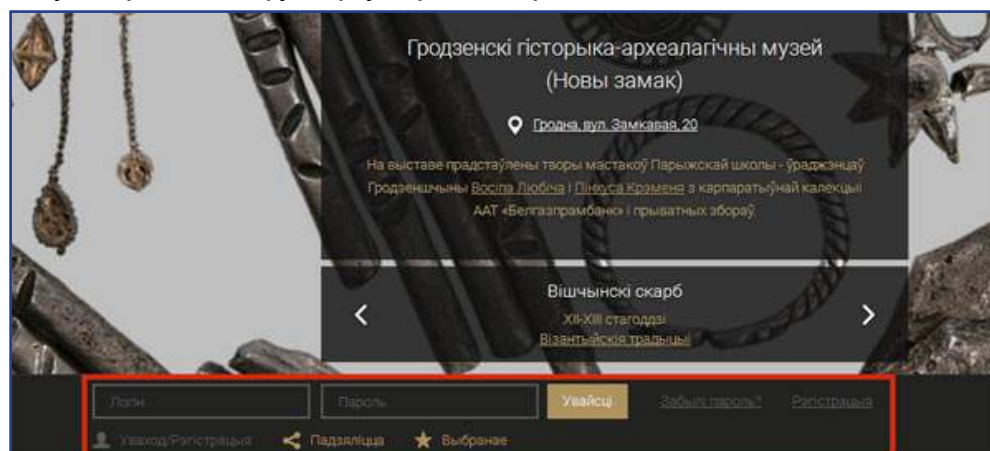 Гродзенскі гісторыка-археалагічны музей
(Новы замак)
Гродна, вул. Замкавая, 20
На выставе прадстаўлены творы мастакоў Парыжскай школы - ўраджэнцаў
Гродзеншчыны Восіпа Любіча і Пінхуса Крэменя з карпаратыўнай калекцыі
ААТ «Белгазпрамбанк» і прыватных збораў
Вішчынскі скарб
XII-XIII стагоддзі
Візантыйскія традыцыі
Логін Пароль Увайсці Забылі пароль? Рэгістрацыя
Уваход/Рэгістрацыя Падзяліцца Выбранае